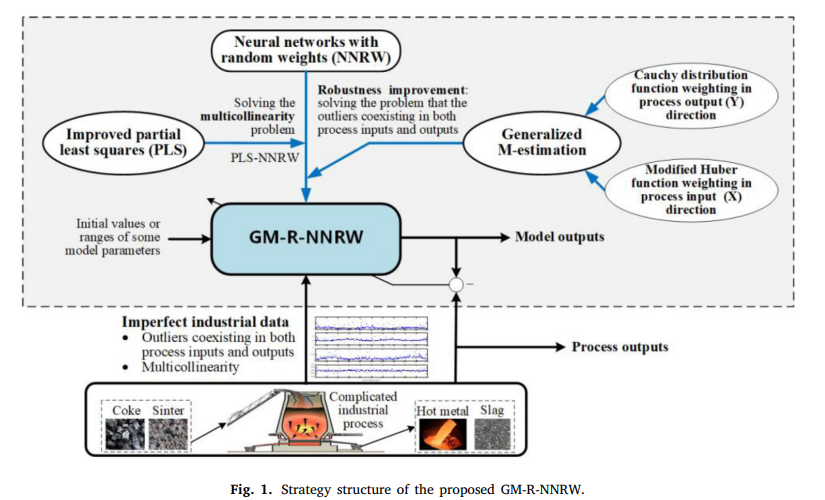 Neural networks with
random weights (NNRW)
Solving the
multicollinearity
problem
PLS-NNRW
Robustness improvement:
solving the problem that the
outliers coexisting in both
process inputs and outputs
Cauchy distribution
function weighting in
process output (Y)
direction
Improved partial
least squares (PLS)
Generalized
M-estimation
Modified Huber
function weighting in
process input (X)
direction
Initial values or
ranges of some
model parameters
GM-R-NNRW
Model outputs
–
Imperfect industrial data
• Outliers coexisting in both
process inputs and outputs
• Multicollinearity
Process outputs
Coke Sinter
Complicated
industrial
process
Hot metal Slag
Fig. 1. Strategy structure of the proposed GM-R-NNRW.